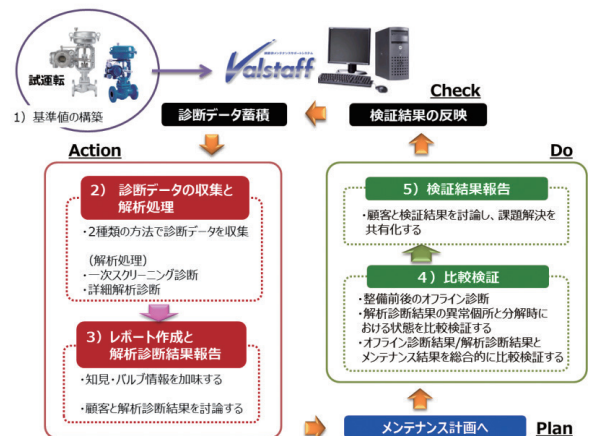 試運転
1）基準値の構築
Valstaff
Check
診断データ蓄積
検証結果の反映
Action
Do
2） 診断データの収集と
解析処理
・2種類の方法で診断データを収集
（解析処理）
・一次スクリーニング診断
・詳細解析診断
3）レポート作成と
解析診断結果報告
・知見・バルブ情報を加味する
・顧客と解析診断結果を討論する
5）検証結果報告
・顧客と検証結果を討論し、課題解決を
共有化する
4）比較検証
・整備前後のオフライン診断
・解析診断結果の異常個所と分解時に
おける状態を比較検証する
・オフライン診断結果/解析診断結果と
メンテナンス結果を総合的に比較検証する
メンテナンス計画へ
Plan